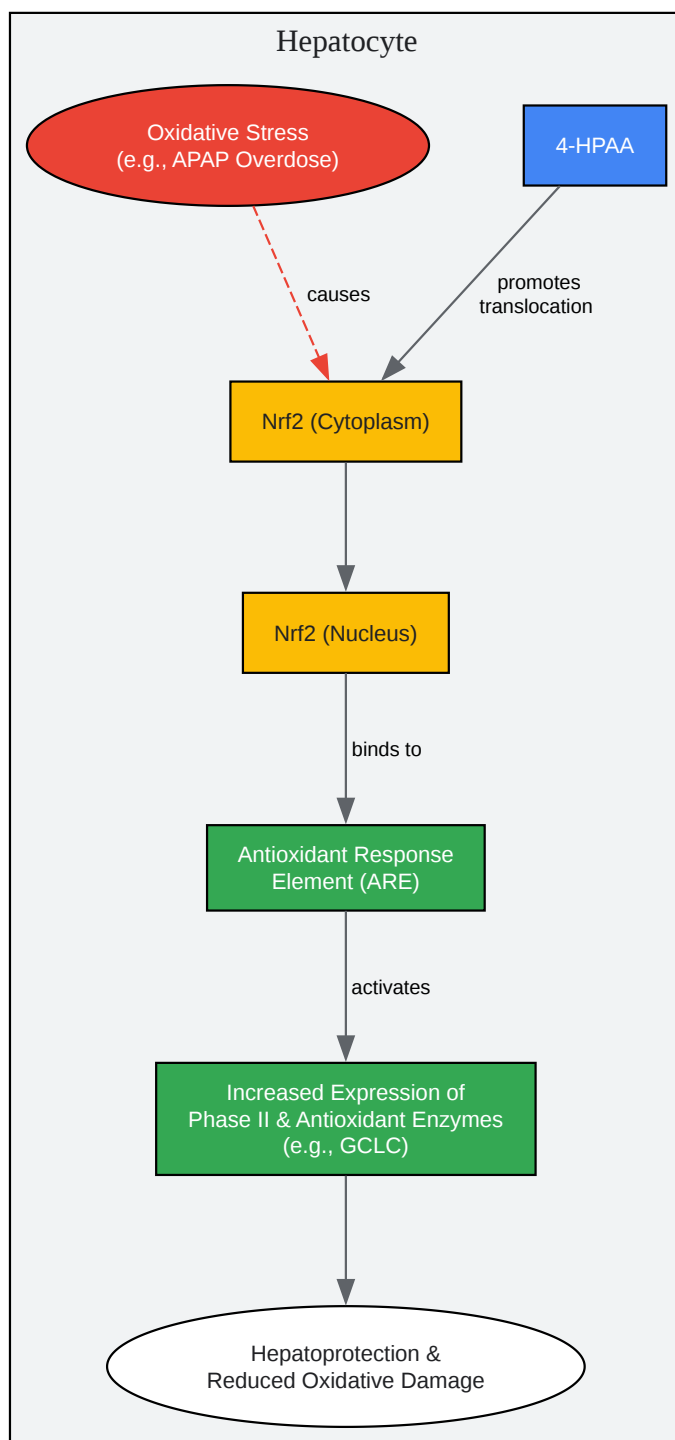 Hepatocyte
Oxidative Stress
(e.g., APAP Overdose)
4-HPAA
causes
promotes
translocation
Nrf2 (Cytoplasm)
Nrf2 (Nucleus)
binds to
Antioxidant Response
Element (ARE)
activates
Increased Expression of
Phase II & Antioxidant Enzymes
(e.g., GCLC)
Hepatoprotection &
Reduced Oxidative Damage